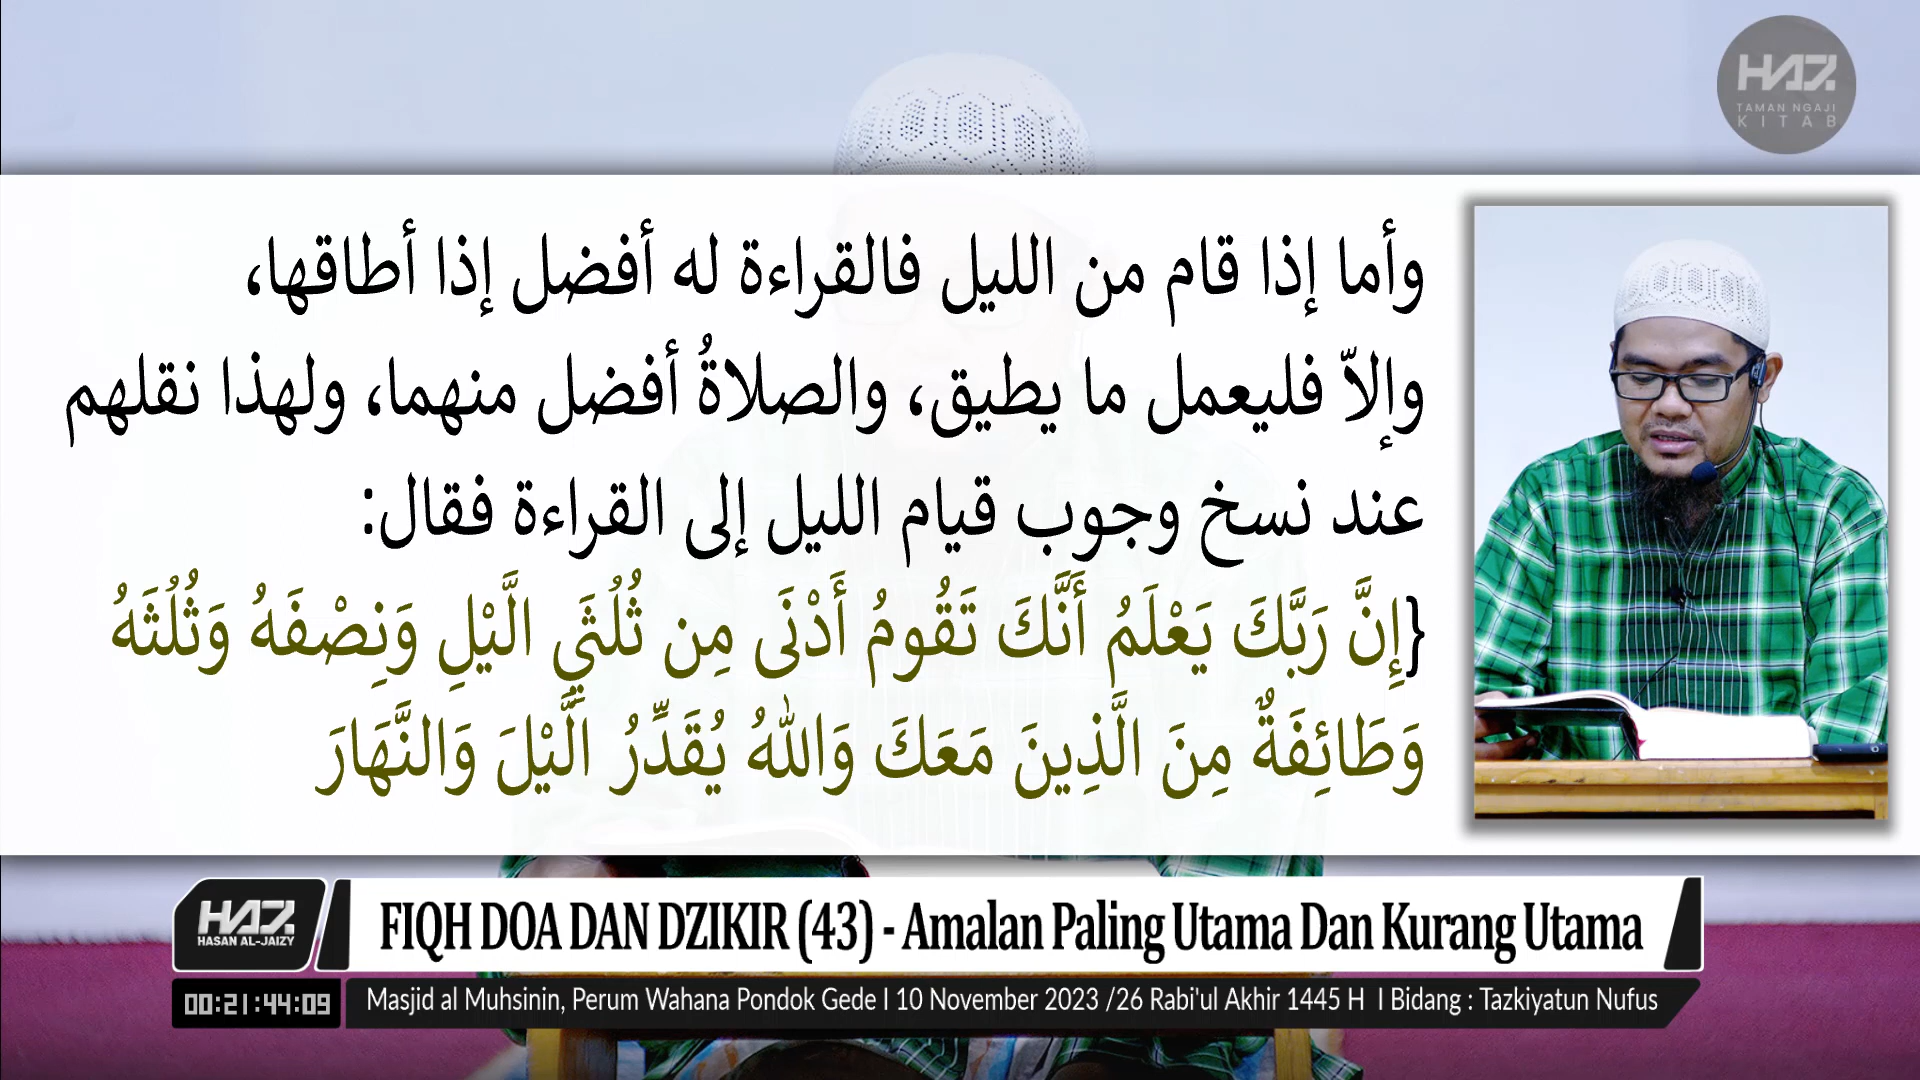 HAZ
TAMAN NGAJI
KITAB
وأما إذا قام من الليل فالقراءة له أفضل إذا أطاقها،
وإلاّ فليعمل ما يطيق، والصلاةُ أفضل منهما، ولهذا نقلهم
عند نسخ وجوب قيام الليل إلى القراءة فقال:
{إِنَّ رَبَّكَ يَعْلَمُ أَنَّكَ تَقُومُ أَدْنَى مِن ثُلُثَيِ الَّيْلِ وَنِصْفَهُ وَثُلُثَهُ
وَطَائِفَةٌ مِنَ الَّذِينَ مَعَكَ وَاللهُ يُقَدِّرُ الَّيْلَ وَالنَّهَارَ
HAZ
HASAN AL-JAIZY
FIQH DOA DAN DZIKIR (43) - Amalan Paling Utama Dan Kurang Utama
00:21:44:09
Masjid al Muhsinin, Perum Wahana Pondok Gede I 10 November 2023 /26 Rabi'ul Akhir 1445 H I Bidang : Tazkiyatun Nufus